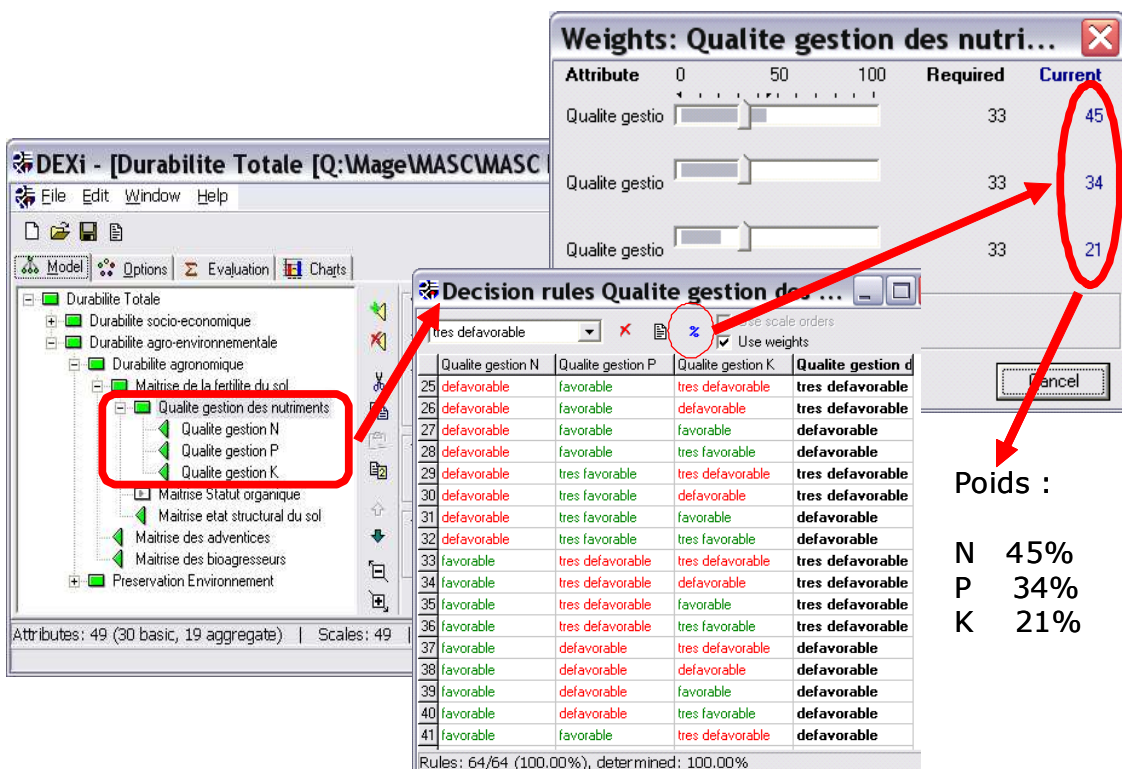 Weights: Qualite gestion des nutri...
Attribute 0 50 100 Required Current
Qualite gestio 33 45
Qualite gestio 33 34
Qualite gestio 33 21
Cancel
DEXi - [Durabilite Totale [Q:\Mage\MASC\MASC
File Edit Window Help
Model Options Evaluation Charts
Durabilite Totale
Durabilite socio-economique
Durabilite agro-environnementale
Durabilite agronomique
Maitrise de la fertilite du sol
Qualite gestion des nutriments
Qualite gestion N
Qualite gestion P
Qualite gestion K
Maitrise Statut organique
Maitrise etat structural du sol
Maitrise des adventices
Maitrise des bioagresseurs
Preservation Environnement
Attributes: 49 (30 basic, 19 aggregate) | Scales: 49 |
Decision rules Qualite gestion des ...
tres defavorable % Use scale orders
Use weights
Qualite gestion N Qualite gestion P Qualite gestion K Qualite gestion d
25 defavorable favorable tres defavorable tres defavorable
26 defavorable favorable defavorable tres defavorable
27 defavorable favorable favorable defavorable
28 defavorable favorable tres favorable defavorable
29 defavorable tres favorable tres defavorable tres defavorable
30 defavorable tres favorable defavorable tres defavorable
31 defavorable tres favorable favorable defavorable
32 defavorable tres favorable tres favorable defavorable
33 favorable tres defavorable tres defavorable tres defavorable
34 favorable tres defavorable defavorable tres defavorable
35 favorable tres defavorable favorable tres defavorable
36 favorable tres defavorable tres favorable tres defavorable
37 favorable defavorable tres defavorable defavorable
38 favorable defavorable defavorable defavorable
39 favorable defavorable favorable defavorable
40 favorable defavorable tres favorable defavorable
41 favorable favorable tres defavorable defavorable
Rules: 64/64 (100.00%), determined: 100.00%
Poids :
N 45%
P 34%
K 21%